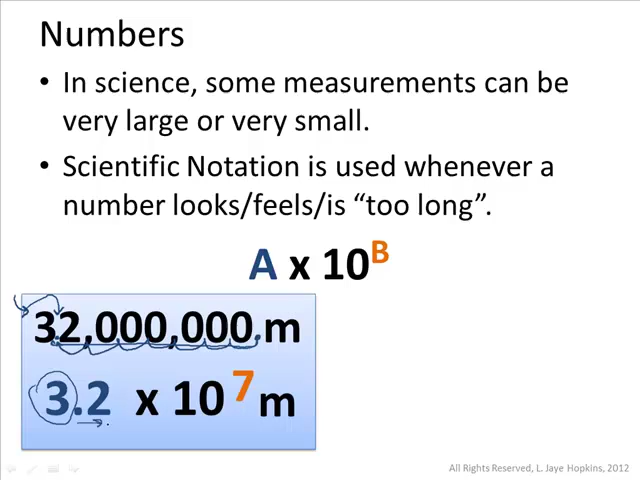 Numbers
• In science, some measurements can be
very large or very small.
• Scientific Notation is used whenever a
number looks/feels/is “too long”.
A x 10^B
32,000,000.m
3.2 x 10^7 m
All Rights Reserved, L. Jaye Hopkins, 2012